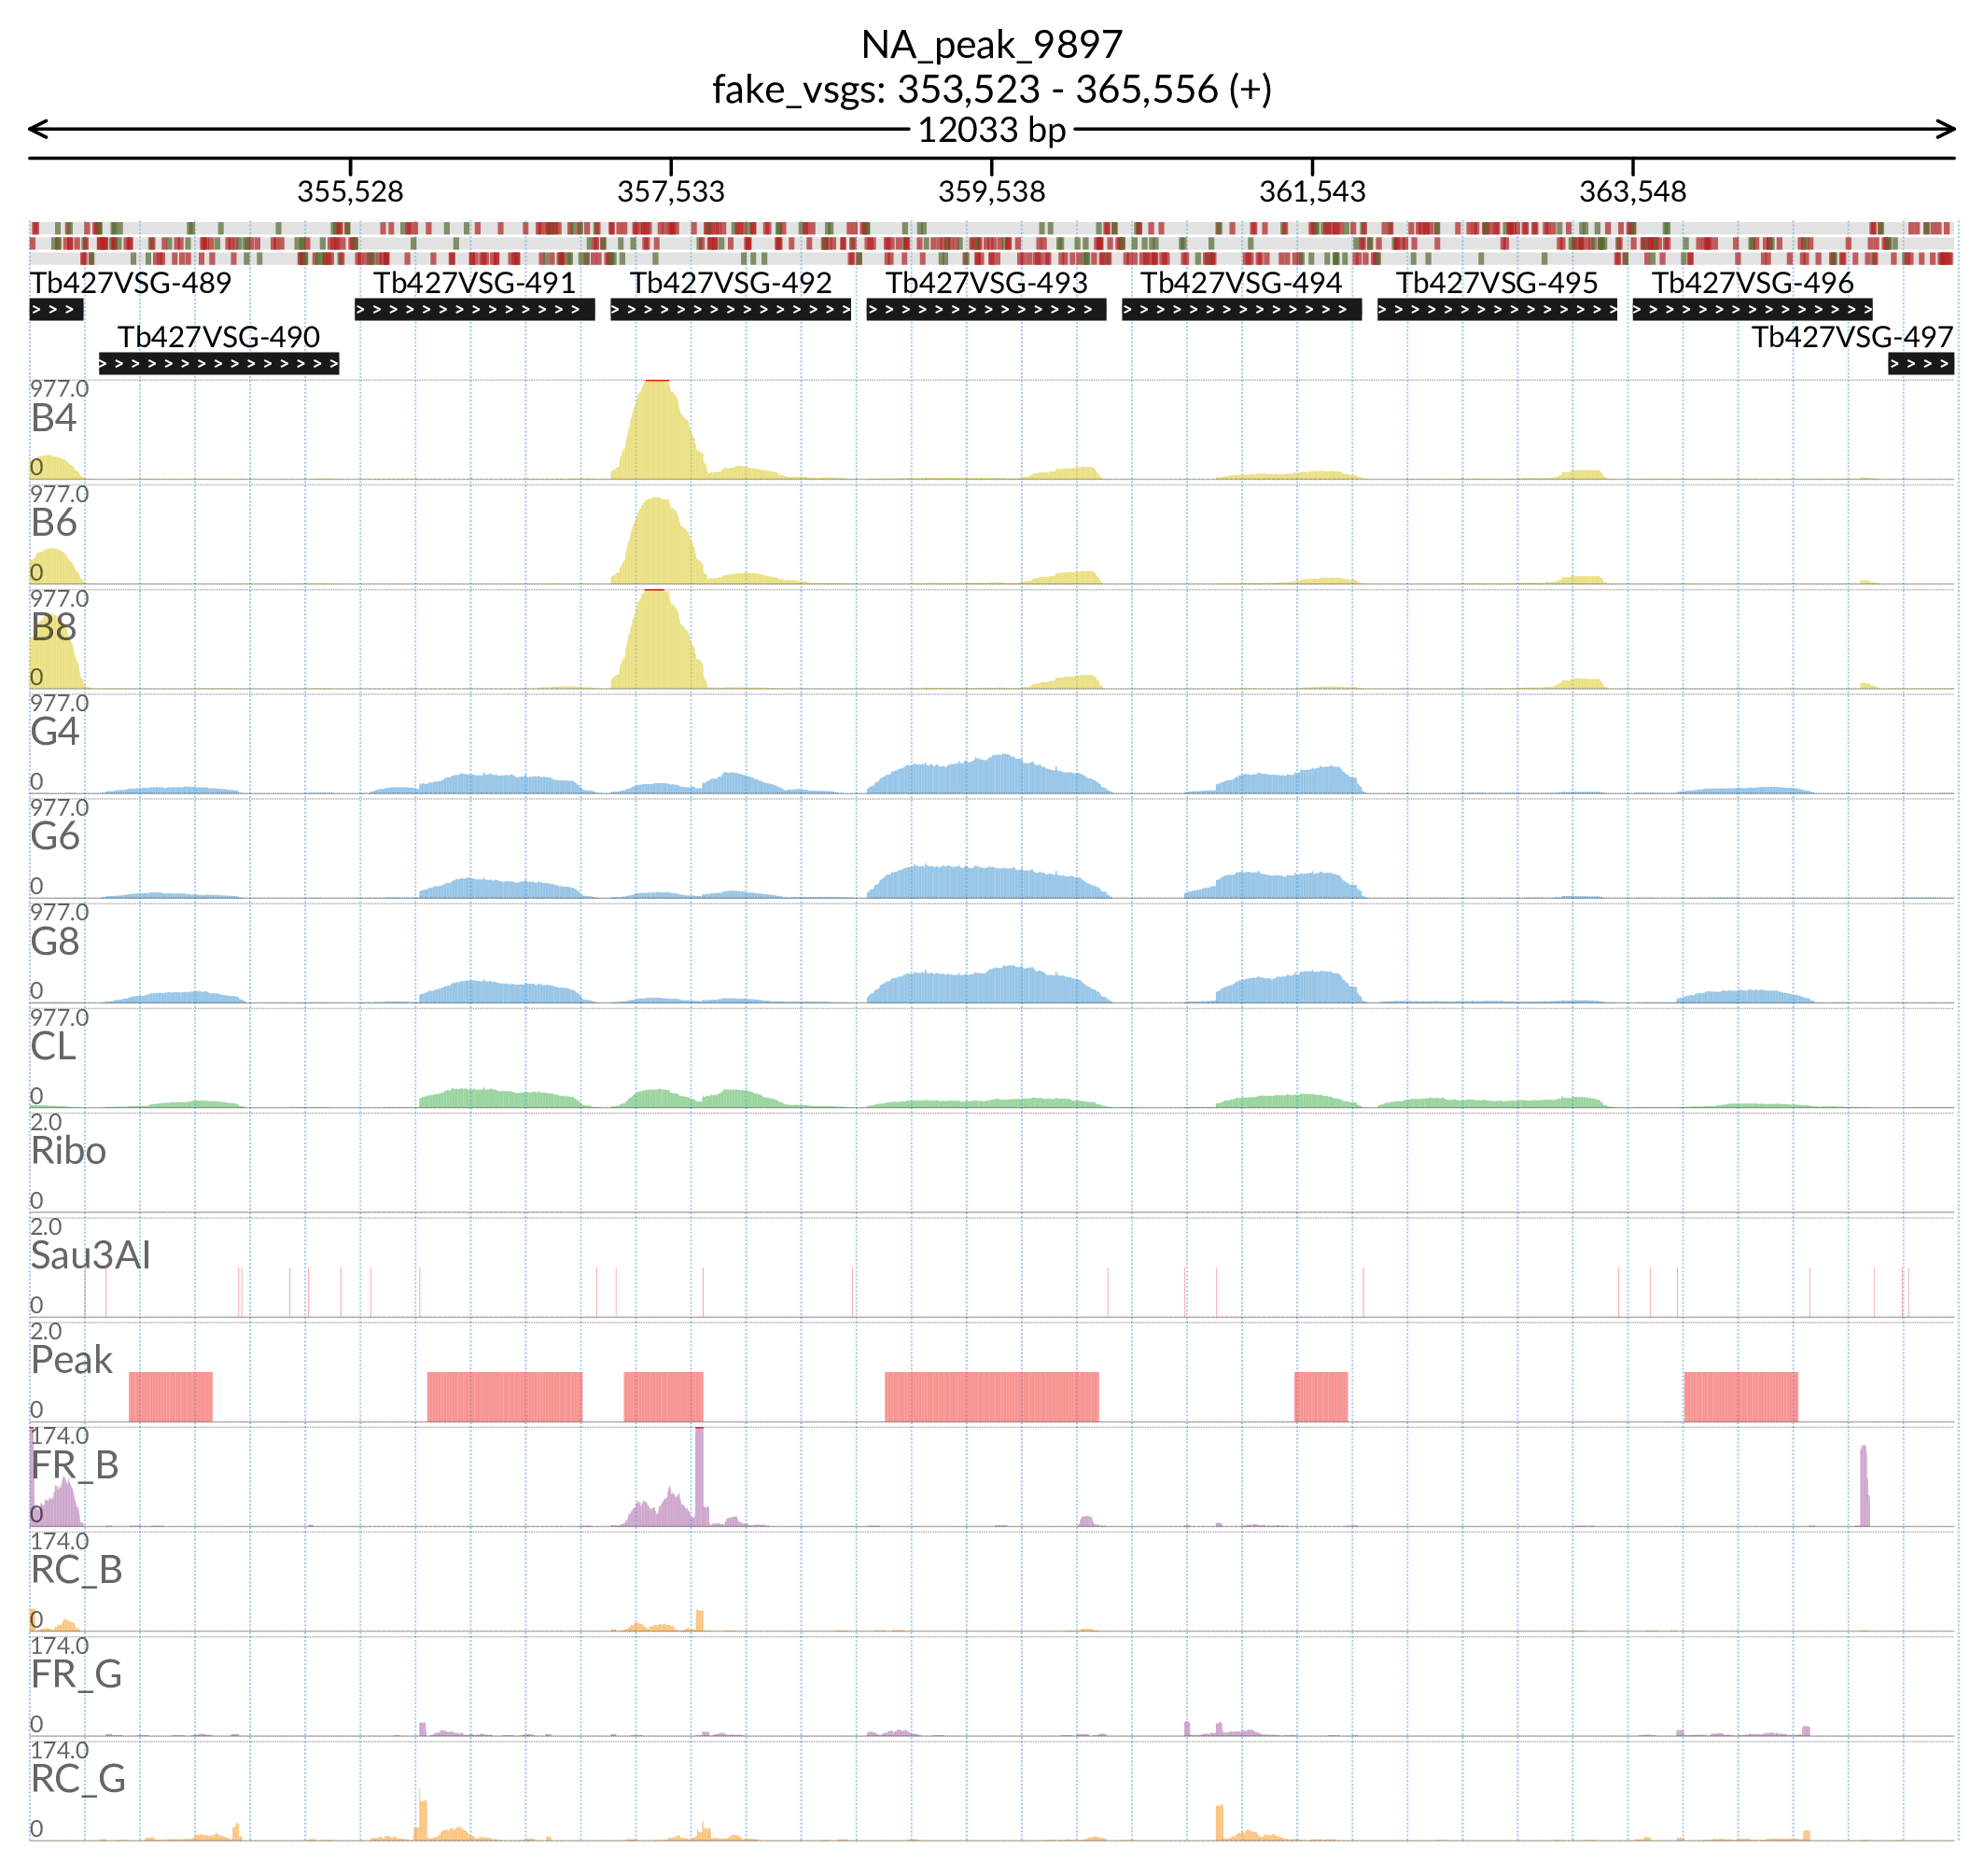 NA_peak_9897
fake_vsgs: 353,523 - 365,556 (+)
12033 bp
355,528 357,533 359,538 361,543 363,548
Tb427VSG-489 Tb427VSG-491 Tb427VSG-492 Tb427VSG-493 Tb427VSG-494 Tb427VSG-495 Tb427VSG-496
Tb427VSG-490 Tb427VSG-497
977.0
B4
0
977.0
B6
0
977.0
B8
0
977.0
G4
0
977.0
G6
0
977.0
G8
0
977.0
CL
0
2.0
Ribo
0
2.0
Sau3AI
0
2.0
Peak
0
174.0
FR_B
0
174.0
RC_B
0
174.0
FR_G
0
174.0
RC_G
0